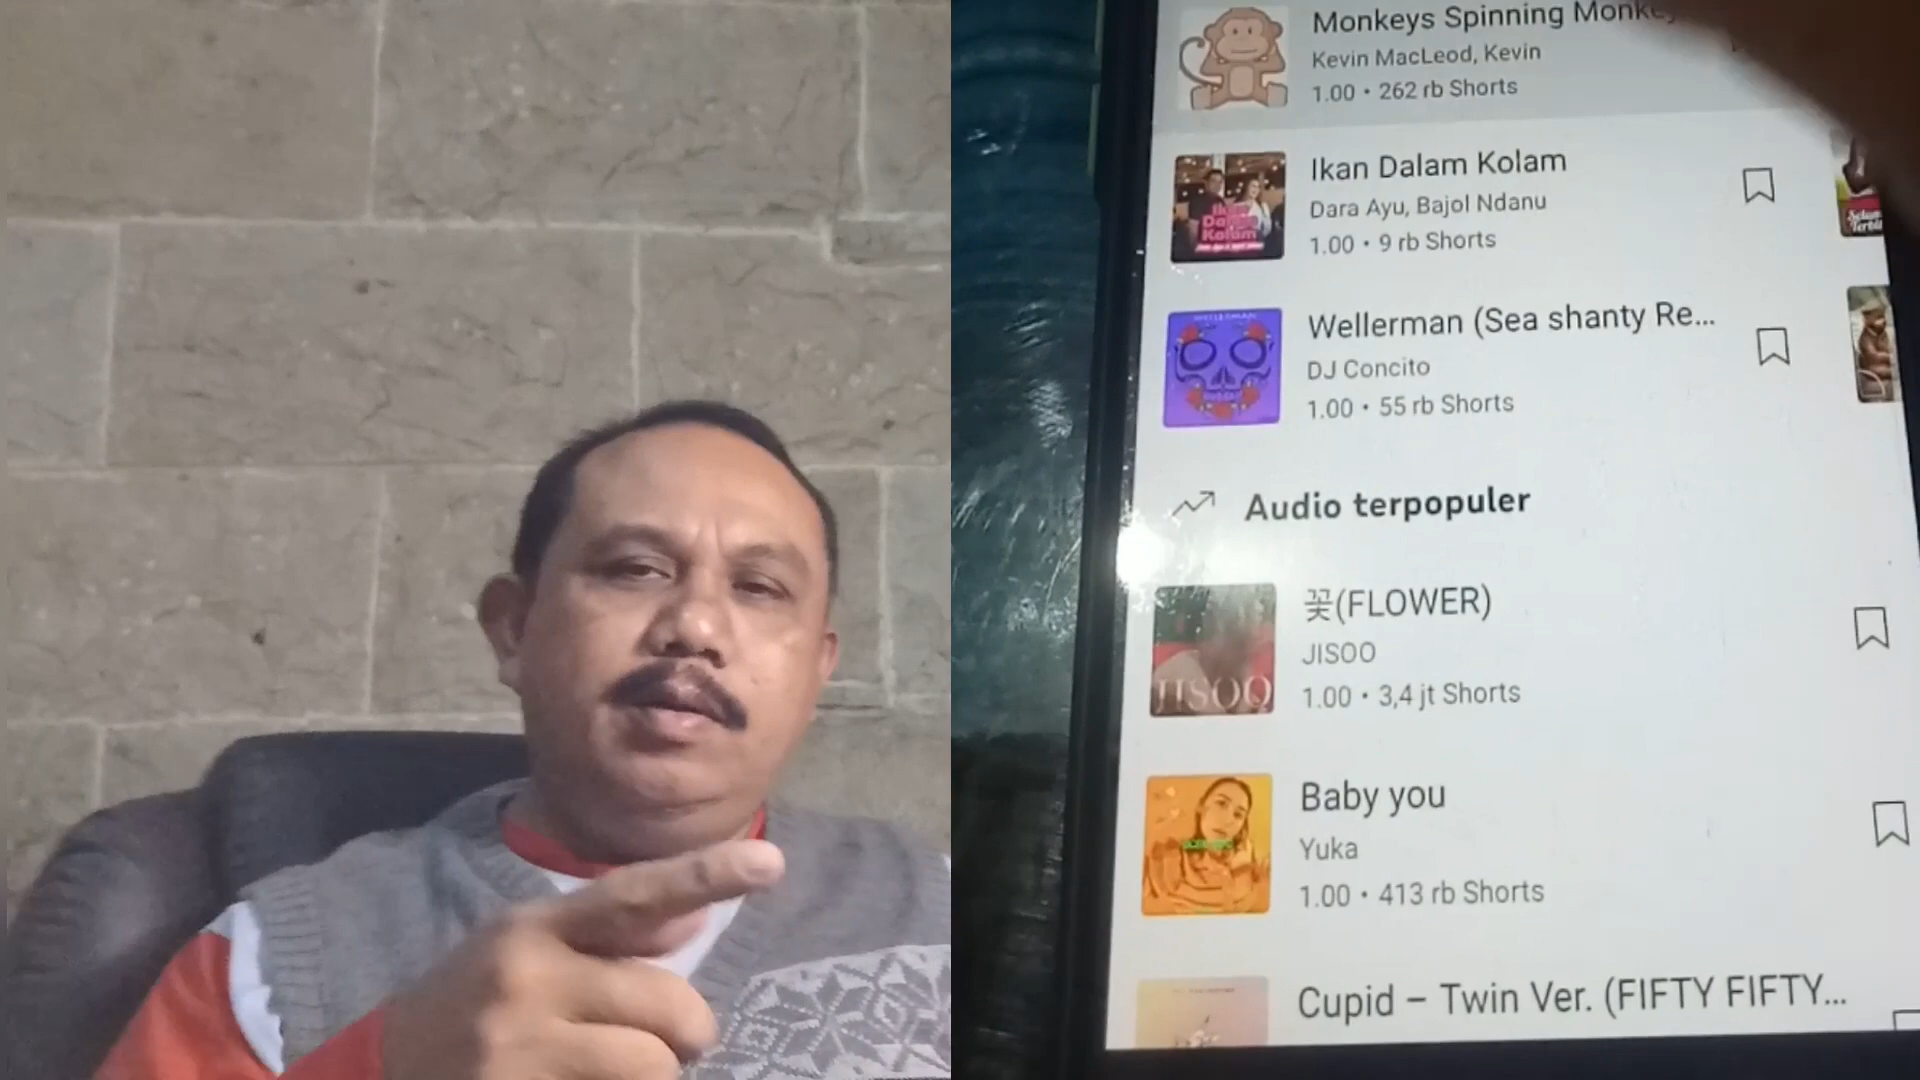 Monkeys Spinning
Kevin MacLeod, Kevin
1.00 • 262 rb Shorts
Ikan Dalam Kolam
Dara Ayu, Bajol Ndanu
1.00 • 9 rb Shorts
Wellerman (Sea shanty Re...
DJ Concito
1.00 • 55 rb Shorts
Audio terpopuler
꽃(FLOWER)
JISOO
1.00 • 3,4 jt Shorts
JISOO
Baby you
Yuka
1.00 • 413 rb Shorts
Cupid – Twin Ver. (FIFTY FIFTY...